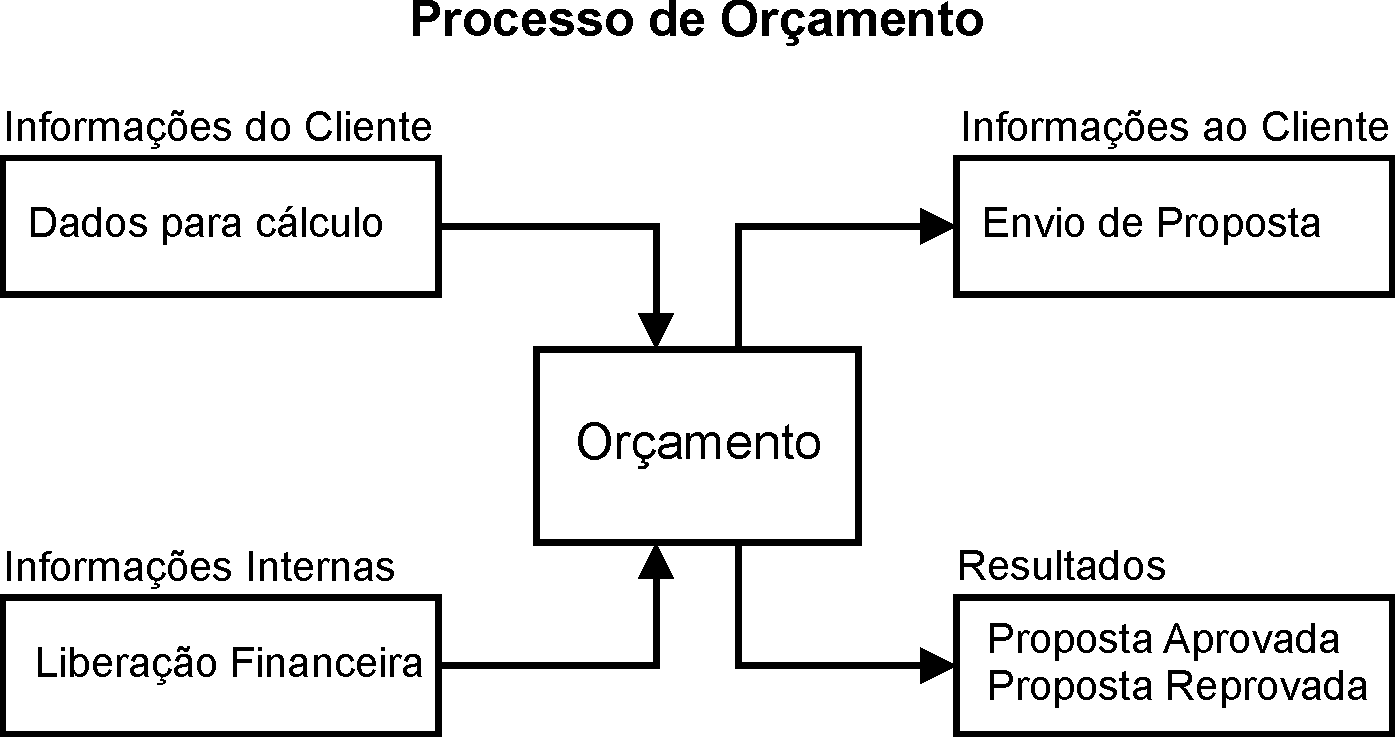 Processo de Orçamento
Informações do Cliente
Dados para cálculo
Informações ao Cliente
Envio de Proposta
Orçamento
Informações Internas
Liberação Financeira
Resultados
Proposta Aprovada
Proposta Reprovada